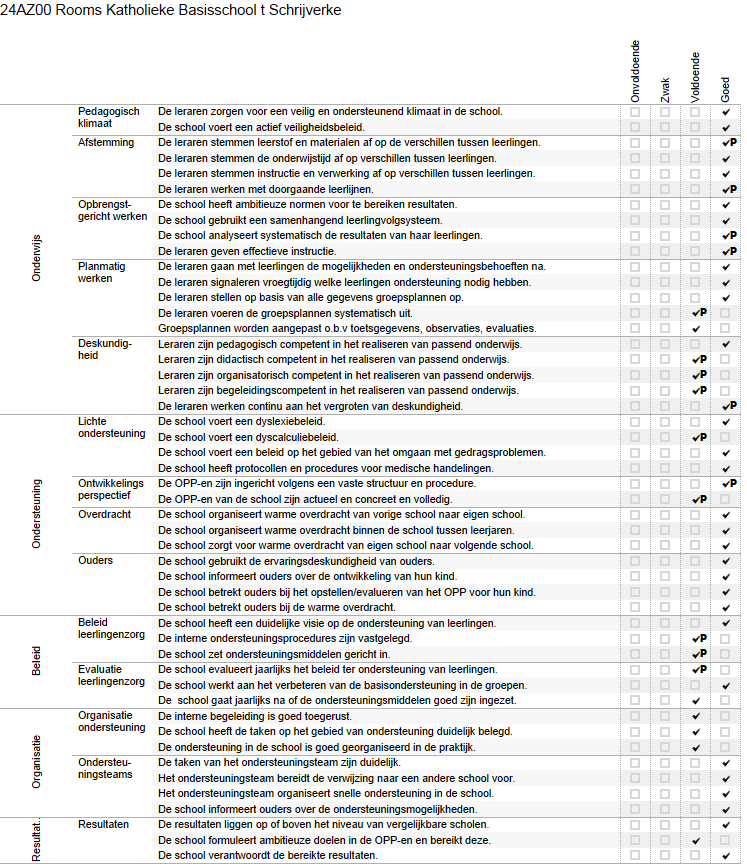 24AZ00 Rooms Katholieke Basisschool t Schrijverke
Onvoldoende
Zwak
Voldoende
Goed
Onderwijs
Pedagogisch klimaat
De leraren zorgen voor een veilig en ondersteunend klimaat in de school.
De school voert een actief veiligheidsbeleid.
Afstemming
De leraren stemmen leerstof en materialen af op de verschillen tussen leerlingen. P
De leraren stemmen de onderwijstijd af op verschillen tussen leerlingen.
De leraren stemmen instructie en verwerking af op verschillen tussen leerlingen.
De leraren werken met doorgaande leerlijnen. P
Opbrengst-
gericht werken
De school heeft ambitieuze normen voor te bereiken resultaten.
De school gebruikt een samenhangend leerlingvolgsysteem.
De school analyseert systematisch de resultaten van haar leerlingen. P
De leraren geven effectieve instructie. P
Planmatig
werken
De leraren gaan met leerlingen de mogelijkheden en ondersteuningsbehoeften na.
De leraren signaleren vroegtijdig welke leerlingen ondersteuning nodig hebben.
De leraren stellen op basis van alle gegevens groepsplannen op.
De leraren voeren de groepsplannen systematisch uit. P
Groepsplannen worden aangepast o.b.v toetsgegevens, observaties, evaluaties.
Deskundig-
heid
Leraren zijn pedagogisch competent in het realiseren van passend onderwijs.
Leraren zijn didactisch competent in het realiseren van passend onderwijs. P
Leraren zijn organisatorisch competent in het realiseren van passend onderwijs. P
Leraren zijn begeleidingscompetent in het realiseren van passend onderwijs. P
De leraren werken continu aan het vergroten van deskundigheid. P
Ondersteuning
Lichte
ondersteuning
De school voert een dyslexiebeleid.
De school voert een dyscalculiebeleid. P
De school voert een beleid op het gebied van het omgaan met gedragsproblemen.
De school heeft protocollen en procedures voor medische handelingen.
Ontwikkelings
perspectief
De OPP-en zijn ingericht volgens een vaste structuur en procedure. P
De OPP-en van de school zijn actueel en concreet en volledig. P
Overdracht
De school organiseert warme overdracht van vorige school naar eigen school.
De school organiseert warme overdracht binnen de school tussen leerjaren.
De school zorgt voor warme overdracht van eigen school naar volgende school.
Ouders
De school gebruikt de ervaringsdeskundigheid van ouders.
De school informeert ouders over de ontwikkeling van hun kind.
De school betrekt ouders bij het opstellen/evalueren van het OPP voor hun kind.
De school betrekt ouders bij de warme overdracht.
Beleid
Beleid
leerlingenzorg
De school heeft een duidelijke visie op de ondersteuning van leerlingen.
De interne ondersteuningsprocedures zijn vastgelegd. P
De school zet ondersteuningsmiddelen gericht in. P
Evaluatie
leerlingenzorg
De school evalueert jaarlijks het beleid ter ondersteuning van leerlingen. P
De school werkt aan het verbeteren van de basisondersteuning in de groepen.
De school gaat jaarlijks na of de ondersteuningsmiddelen goed zijn ingezet.
Organisatie
Organisatie
ondersteuning
De interne begeleiding is goed toegerust.
De school heeft de taken op het gebied van ondersteuning duidelijk belegd.
De ondersteuning in de school is goed georganiseerd in de praktijk.
Ondersteu-
ningsteams
De taken van het ondersteuningsteam zijn duidelijk.
Het ondersteuningsteam bereidt de verwijzing naar een andere school voor.
Het ondersteuningsteam organiseert snelle ondersteuning in de school.
De school informeert ouders over de ondersteuningsmogelijkheden.
Resultat..
Resultaten
De resultaten liggen op of boven het niveau van vergelijkbare scholen.
De school formuleert ambitieuze doelen in de OPP-en en bereikt deze.
De school verantwoordt de bereikte resultaten.